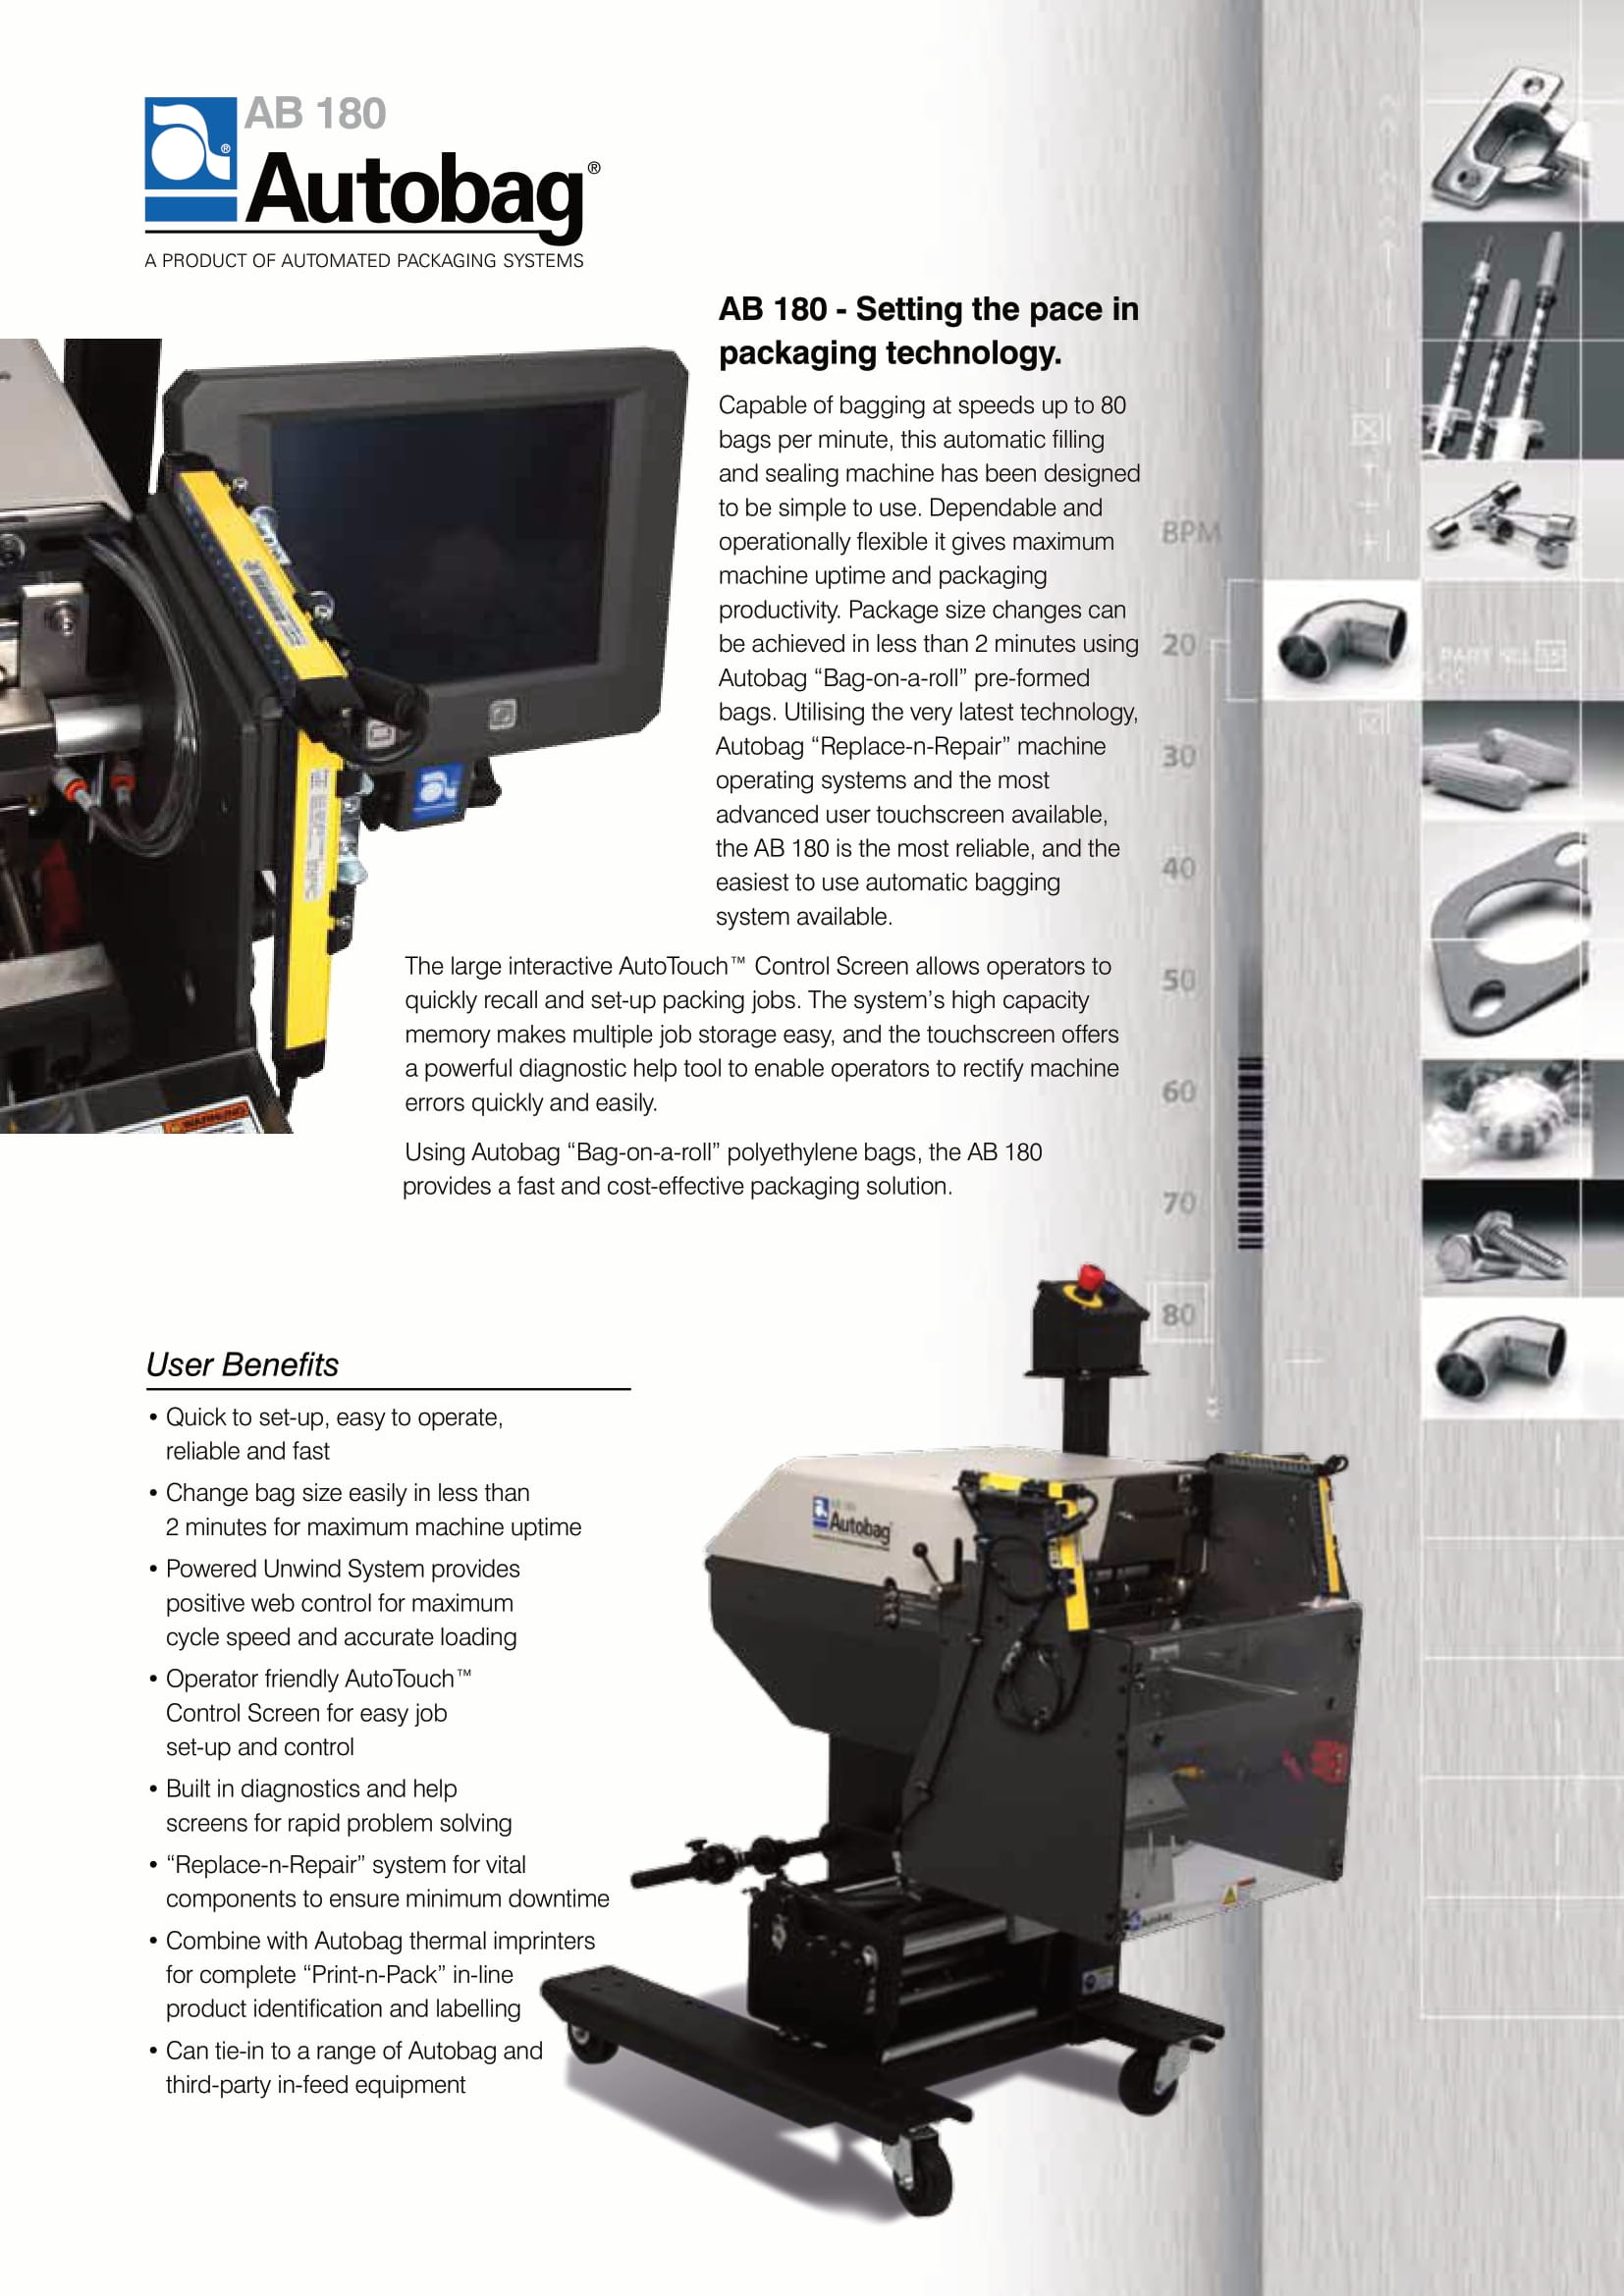 AB 180
Autobag®
A PRODUCT OF AUTOMATED PACKAGING SYSTEMS
AB 180 - Setting the pace in
packaging technology.
Capable of bagging at speeds up to 80
bags per minute, this automatic filling
and sealing machine has been designed
to be simple to use. Dependable and
operationally flexible it gives maximum
machine uptime and packaging
productivity. Package size changes can
be achieved in less than 2 minutes using
Autobag “Bag-on-a-roll” pre-formed
bags. Utilising the very latest technology,
Autobag “Replace-n-Repair” machine
operating systems and the most
advanced user touchscreen available,
the AB 180 is the most reliable, and the
easiest to use automatic bagging
system available.
The large interactive AutoTouch™ Control Screen allows operators to
quickly recall and set-up packing jobs. The system’s high capacity
memory makes multiple job storage easy, and the touchscreen offers
a powerful diagnostic help tool to enable operators to rectify machine
errors quickly and easily.
Using Autobag “Bag-on-a-roll” polyethylene bags, the AB 180
provides a fast and cost-effective packaging solution.
BPM
20
30
40
50
60
70
80
WARNING
User Benefits
• Quick to set-up, easy to operate,
reliable and fast
• Change bag size easily in less than
2 minutes for maximum machine uptime
• Powered Unwind System provides
positive web control for maximum
cycle speed and accurate loading
• Operator friendly AutoTouch™
Control Screen for easy job
set-up and control
• Built in diagnostics and help
screens for rapid problem solving
• “Replace-n-Repair” system for vital
components to ensure minimum downtime
• Combine with Autobag thermal imprinters
for complete “Print-n-Pack” in-line
product identification and labelling
• Can tie-in to a range of Autobag and
third-party in-feed equipment
AB 180
Autobag
Autobag